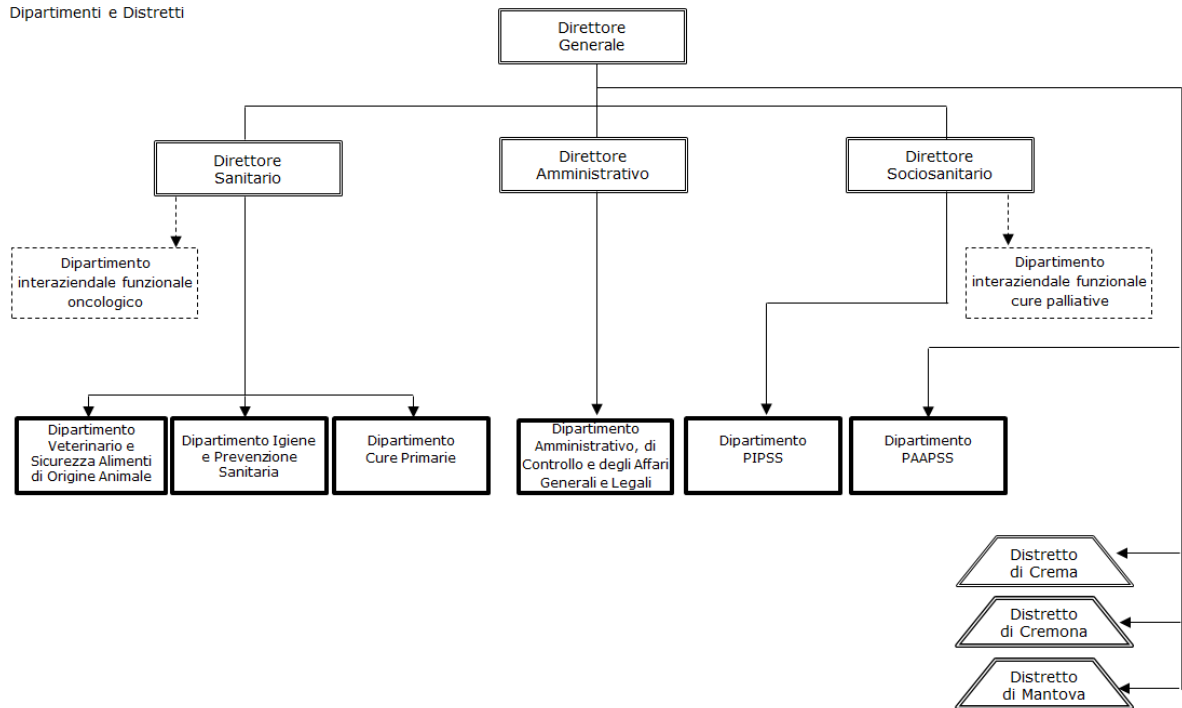 Dipartimenti e Distretti
Direttore
Generale
Direttore
Sanitario
Direttore
Amministrativo
Direttore
Sociosanitario
Dipartimento
interaziendale funzionale
oncologico
Dipartimento
interaziendale funzionale
cure palliative
Dipartimento
Veterinario e
Sicurezza Alimenti
di Origine Animale
Dipartimento Igiene
e Prevenzione
Sanitaria
Dipartimento
Cure Primarie
Dipartimento
Amministrativo, di
Controllo e degli Affari
Generali e Legali
Dipartimento
PIPSS
Dipartimento
PAAPSS
Distretto
di Crema
Distretto
di Cremona
Distretto
di Mantova